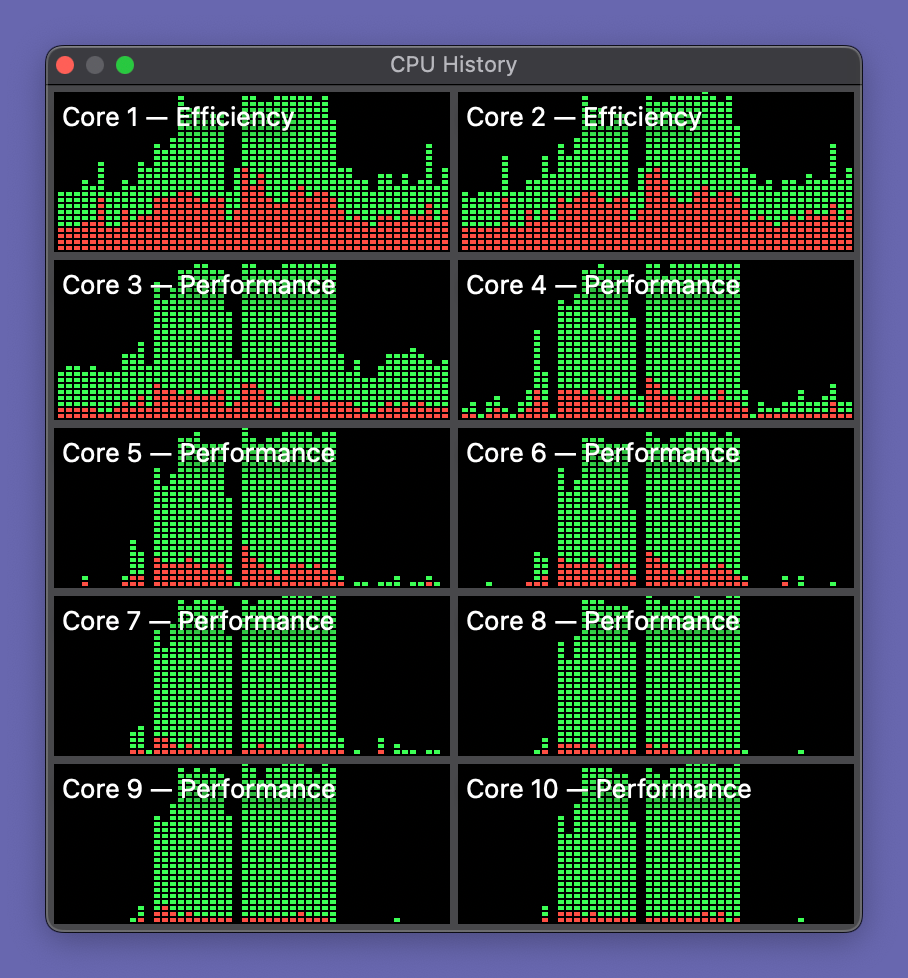 CPU History
Core 1 — Efficiency
Core 2 — Efficiency
Core 3 — Performance
Core 4 — Performance
Core 5 — Performance
Core 6 — Performance
Core 7 — Performance
Core 8 — Performance
Core 9 — Performance
Core 10 — Performance